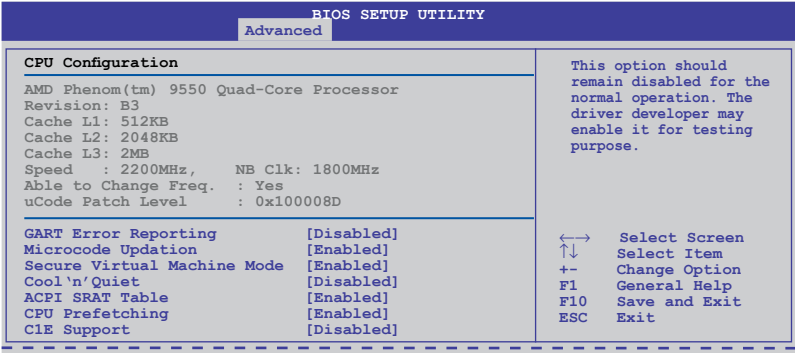 BIOS SETUP UTILITY
Advanced
CPU Configuration
AMD Phenom(tm) 9550 Quad-Core Processor
Revision: B3
Cache L1: 512KB
Cache L2: 2048KB
Cache L3: 2MB
Speed : 2200MHz, NB Clk: 1800MHz
Able to Change Freq. : Yes
uCode Patch Level : 0x100008D
GART Error Reporting [Disabled]
Microcode Updation [Enabled]
Secure Virtual Machine Mode [Enabled]
Cool'n'Quiet [Disabled]
ACPI SRAT Table [Enabled]
CPU Prefetching [Enabled]
C1E Support [Disabled]
This option should
remain disabled for the
normal operation. The
driver developer may
enable it for testing
purpose.
←→ Select Screen
↑↓ Select Item
+- Change Option
F1 General Help
F10 Save and Exit
ESC Exit